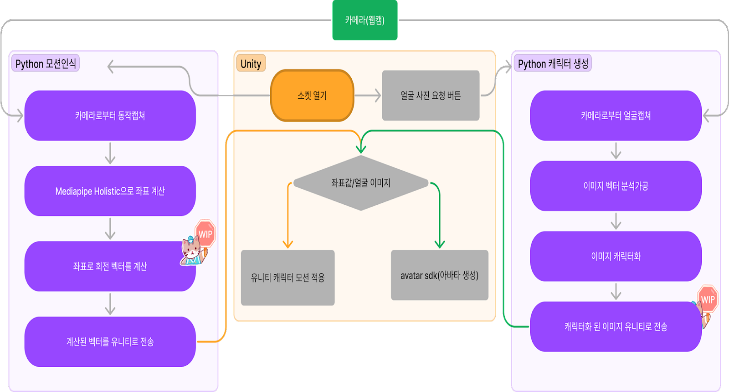 카메라(웹캠)
Python 모션인식
카메라로부터 동작캡쳐
Mediapipe Holistic으로 좌표 계산
좌표로 회전 벡터를 계산
WIP
계산된 벡터를 유니티로 전송
Unity
소켓 열기
얼굴 사진 요청 버튼
좌표값/얼굴 이미지
유니티 캐릭터 모션 적용
avatar sdk(아바타 생성)
Python 캐릭터 생성
카메라로부터 얼굴캡쳐
이미지 벡터 분석가공
이미지 캐릭터화
WIP
캐릭터화 된 이미지 유니티로 전송